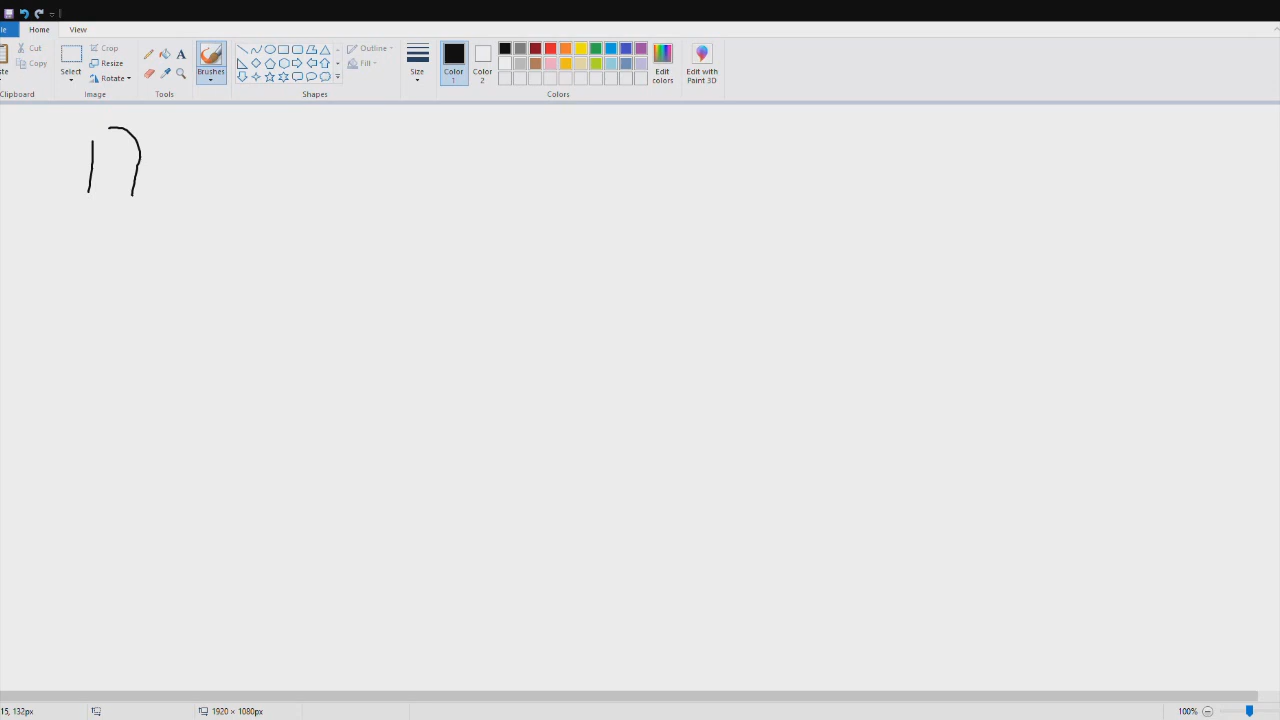 Home View
Cut
Copy
Clipboard
Select
Crop
Resize
Rotate
Image
A
Tools
Brushes
Shapes
Outline
Fill
Size
Color 1
Color 2
Colors
Edit colors
Edit with Paint 3D
15, 132px
1920 × 1080px
100%